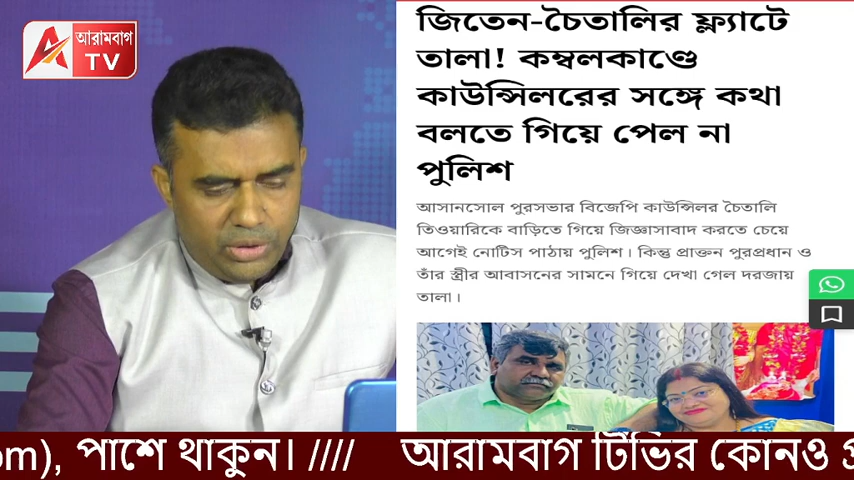 আরামবাগ
TV
জিতেন-চৈতালির ফ্ল্যাটে
তালা! কম্বলকাণ্ডে
কাউন্সিলরের সঙ্গে কথা
বলতে গিয়ে পেল না
পুলিশ
আসানসোল পুরসভার বিজেপি কাউন্সিলর চৈতালি
তিওয়ারিকে বাড়িতে গিয়ে জিজ্ঞাসাবাদ করতে চেয়ে
আগেই নোটিস পাঠায় পুলিশ। কিন্তু প্রাক্তন পুরপ্রধান ও
তাঁর স্ত্রীর আবাসনের সামনে গিয়ে দেখা গেল দরজায়
তালা।
om), পাশে থাকুন। //// আরামবাগ টিভির কোনও